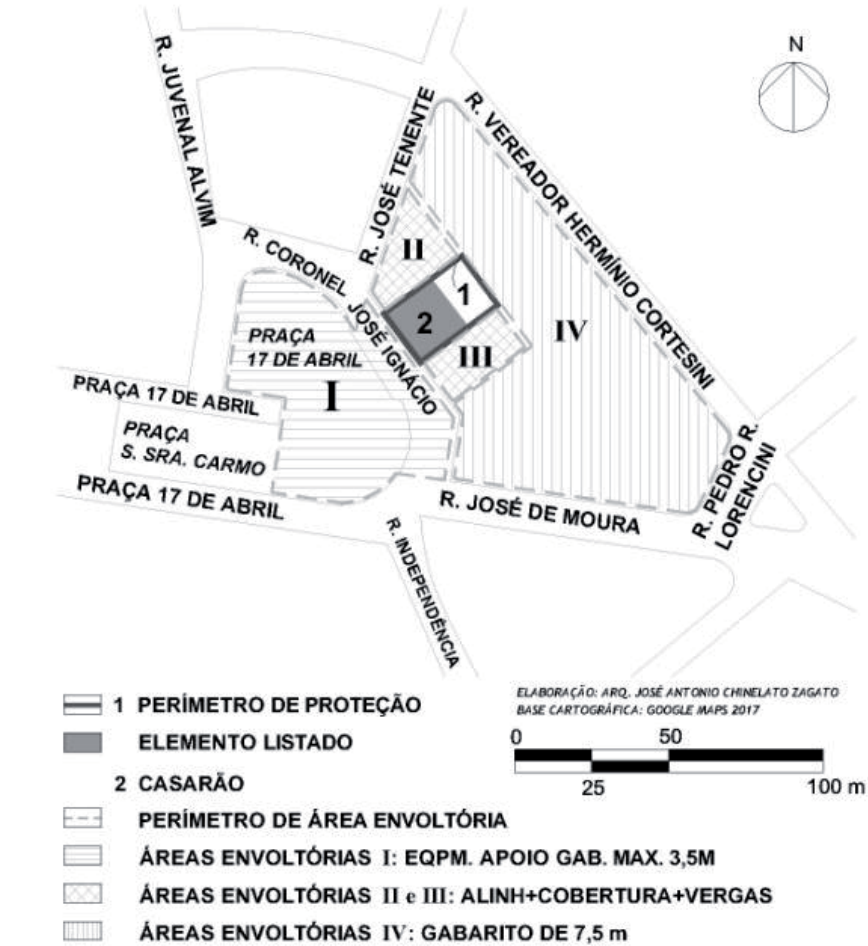 N
R. JUVENAL ALVIM
R. JOSÉ TENENTE
R. VEREADOR HERMÍNIO CORTESINI
R. CORONEL
JOSÉ IGNÁCIO
II
1
2
III
IV
PRAÇA
17 DE ABRIL
I
PRAÇA 17 DE ABRIL
PRAÇA
S. SRA. CARMO
PRAÇA 17 DE ABRIL
R. JOSÉ DE MOURA
R. PEDRO R.
LORENCINI
R. INDEPENDÊNCIA
1 PERÍMETRO DE PROTEÇÃO
ELEMENTO LISTADO
2 CASARÃO
PERÍMETRO DE ÁREA ENVOLTÓRIA
ÁREAS ENVOLTÓRIAS I: EQPM. APOIO GAB. MAX. 3,5M
ÁREAS ENVOLTÓRIAS II e III: ALINH+COBERTURA+VERGAS
ÁREAS ENVOLTÓRIAS IV: GABARITO DE 7,5 m
ELABORAÇÃO: ARQ. JOSÉ ANTONIO CHINELATO ZAGATO
BASE CARTOGRÁFICA: GOOGLE MAPS 2017
0 50
25 100 m